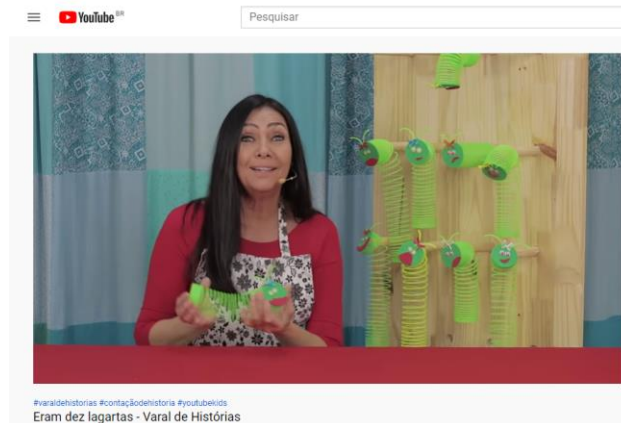 YouTube BR
Pesquisar
#varaldehistorias #contaçãodehistoria #youtubekids
Eram dez lagartas - Varal de Histórias